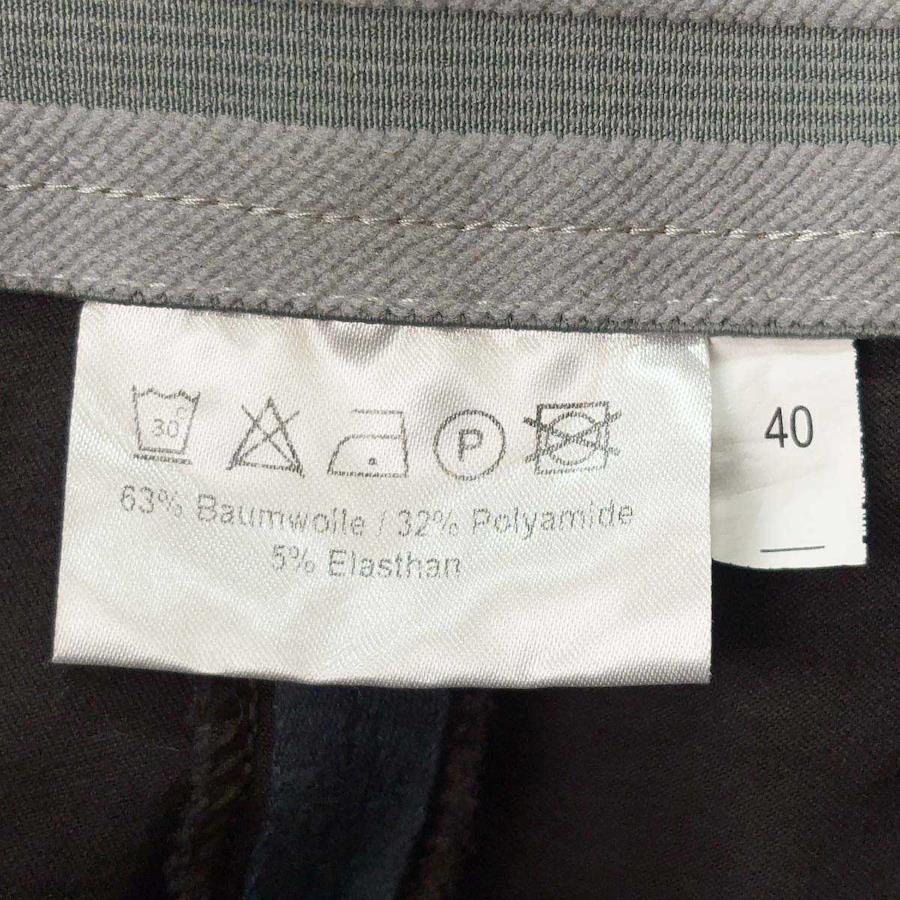 30°C
P
63% Baumwolle / 32% Polyamide
5% Elasthan
40